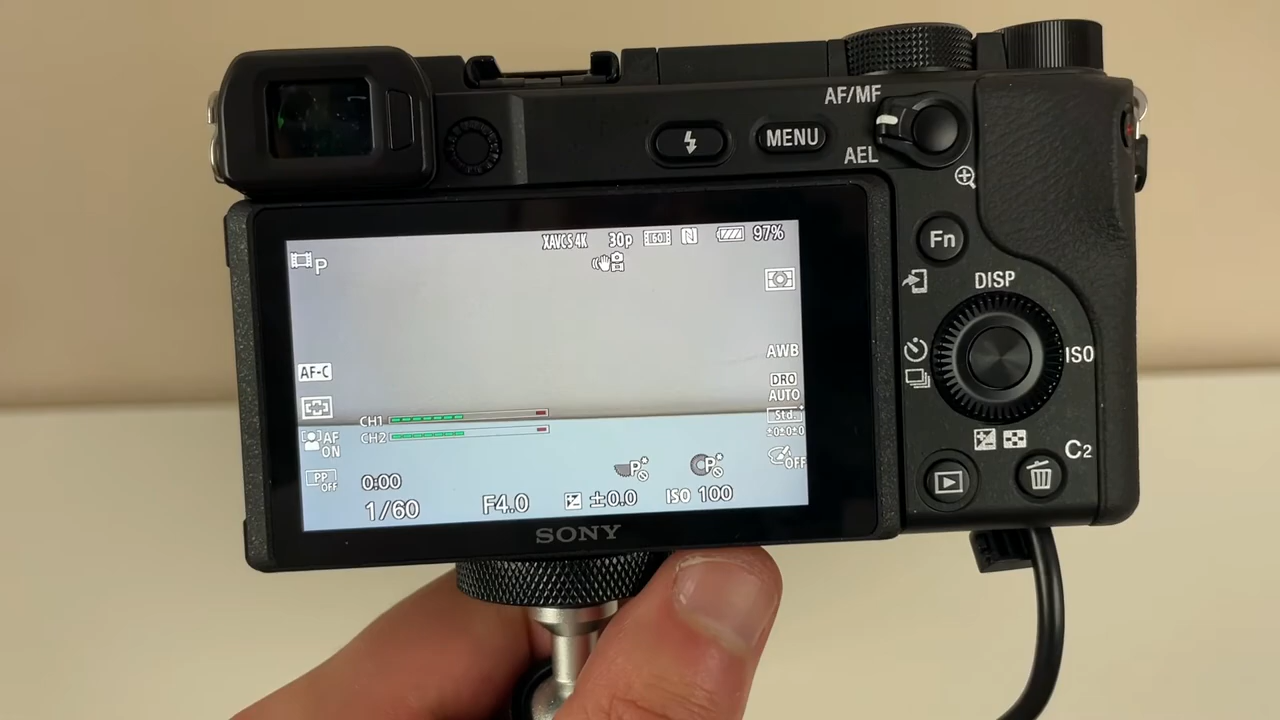 AF/MF
MENU
AEL
Fn
DISP
ISO
C2
XAVC S 4K 30p 60 N 97%
P
AWB
AF-C
DRO
AUTO
Std.
CH1
CH2
±0±0±0
AF
ON
PP
OFF
OFF
0:00
P*
P*
1/60 F4.0 ±0.0 ISO 100
SONY